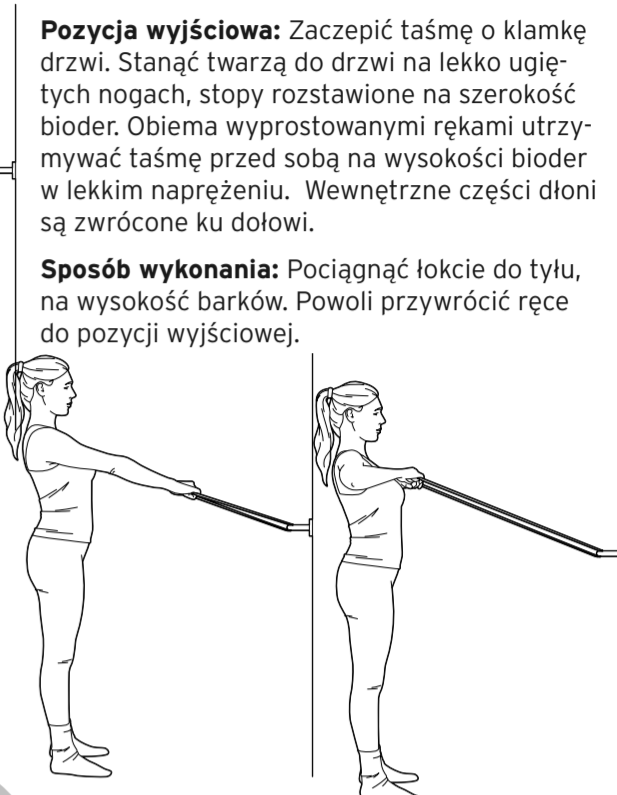 Pozycja wyjściowa: Zaczepić taśmę o klamkę
drzwi. Stanąć twarzą do drzwi na lekko ugię-
tych nogach, stopy rozstawione na szerokość
bioder. Obiema wyprostowanymi rękami utrzy-
mywać taśmę przed sobą na wysokości bioder
w lekkim naprężeniu. Wewnętrzne części dłoni
są zwrócone ku dołowi.
Sposób wykonania: Pociągnąć łokcie do tyłu,
na wysokość barków. Powoli przywrócić ręce
do pozycji wyjściowej.